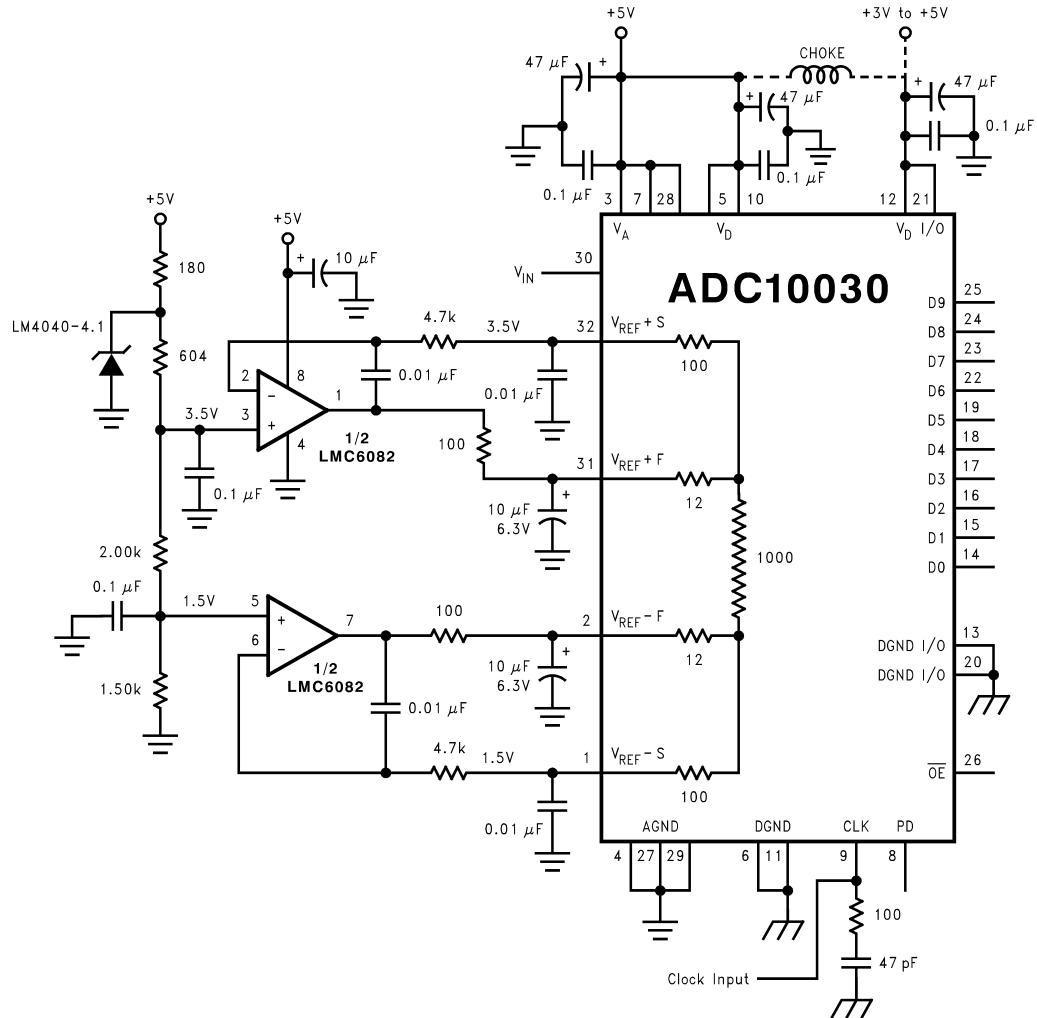 +5V
+3V to +5V
47 μF +
CHOKE
+ 47 μF
+ 47 μF
0.1 μF
0.1 μF
0.1 μF
3 7 28 5 10 12 21
V_A V_D V_D I/O
+5V
+5V
180
+ 10 μF
30
V_IN
ADC10030
LM4040-4.1
604
4.7k
3.5V
32
V_REF+S
100
D9 25
D8 24
D7 23
D6 22
D5 19
D4 18
D3 17
D2 16
D1 15
D0 14
2
8
−
3.5V
3
+
4
1
0.01 μF
0.01 μF
1/2
LMC6082
100
0.1 μF
31
V_REF+F
12
+
10 μF
6.3V
1000
2.00k
0.1 μF
1.5V
5
+
6
−
7
1/2
LMC6082
100
2
V_REF−F
12
+
10 μF
6.3V
DGND I/O 13
DGND I/O 20
1.50k
0.01 μF
4.7k
1.5V
1
V_REF−S
100
OE 26
0.01 μF
AGND DGND CLK PD
4 27 29 6 11 9 8
100
47 pF
Clock Input